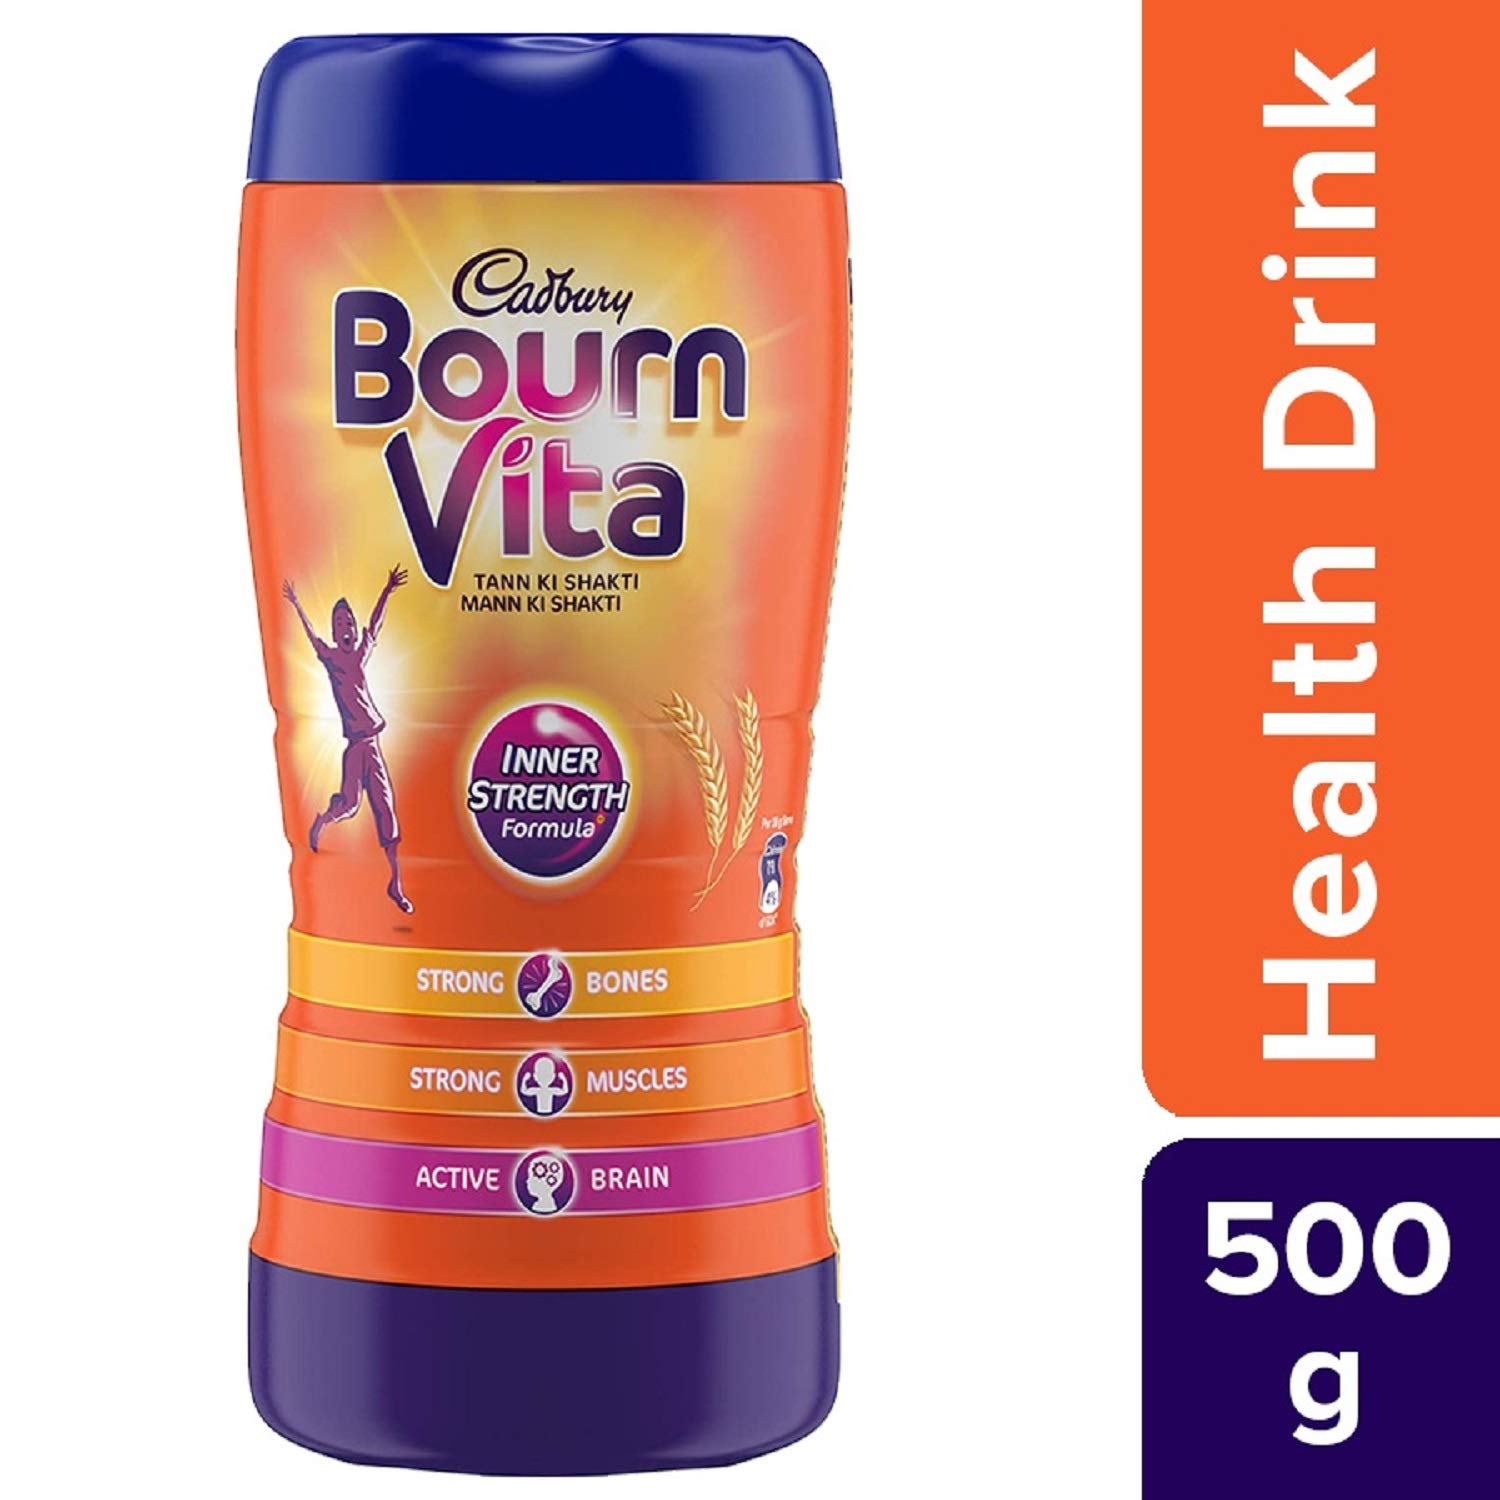 Cadbury
Bourn
Vita
TANN KI SHAKTI
MANN KI SHAKTI
INNER
STRENGTH
Formula
STRONG BONES
STRONG MUSCLES
ACTIVE BRAIN
Health Drink
500
g